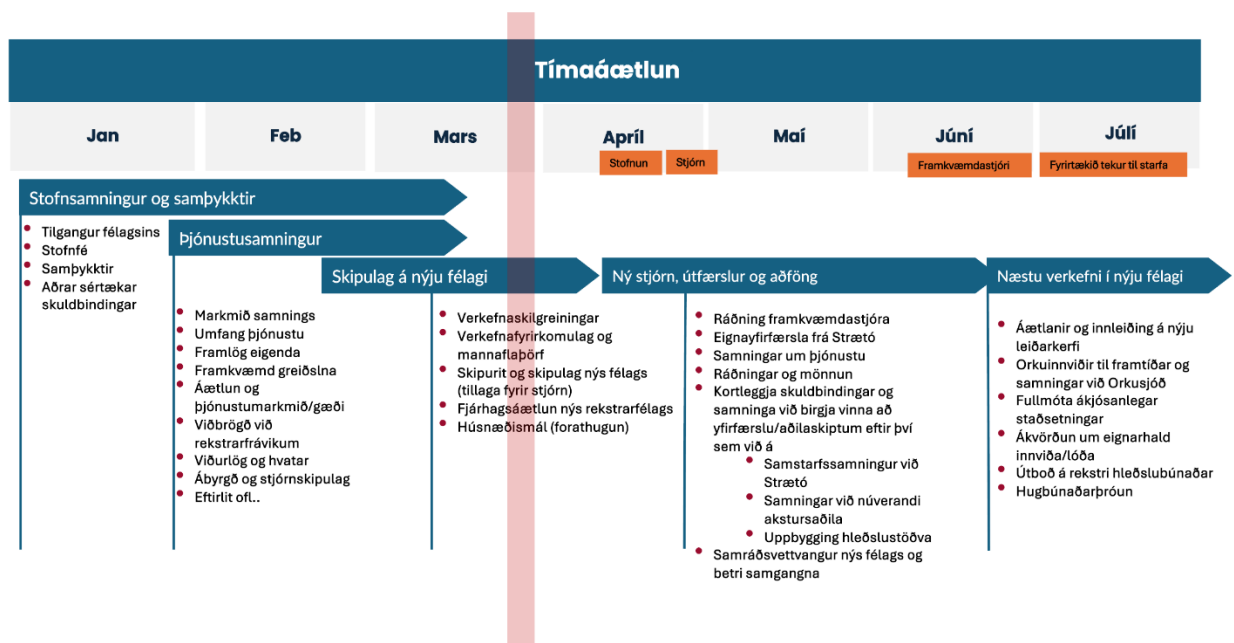 Tímaáætlun
Jan
Feb
Mars
Apríl
Maí
Júní
Júlí
Stofnun
Stjórn
Framkvæmdastjóri
Fyrirtækið tekur til starfa
Stofnsamningur og samþykktir
Tilgangur félagsins
Stofnfé
Samþykktir
Aðrar sértækar
skuldbindingar
Þjónustusamningur
Markmið samnings
Umfang þjónustu
Framlög eigenda
Framkvæmd greiðslna
Áætlun og
þjónustumarkmið/gæði
Viðbrögð við
rekstrarfrávikum
Viðurlög og hvatar
Ábyrgð og stjórnskipulag
Eftirlit ofl..
Skipulag á nýju félagi
Verkefnaskilgreiningar
Verkefnafyrirkomulag og
mannaflaþörf
Skipurit og skipulag nýs félags
(tillaga fyrir stjórn)
Fjárhagsáætlun nýs rekstrarfélags
Húsnæðismál (forathugun)
Ný stjórn, útfærslur og aðföng
Ráðning framkvæmdastjóra
Eignayfirfærsla frá Strætó
Samningar um þjónustu
Ráðningar og mönnun
Kortleggja skuldbindingar og
samninga við birgja vinna að
yfirfærslu/aðilaskiptum eftir því
sem við á
Samstarfssamningur við
Strætó
Samningar við núverandi
akstursaðila
Uppbygging hleðslustöðva
Samráðsvettvangur nýs félags og
betri samgangna
Næstu verkefni í nýju félagi
Áætlanir og innleiðing á nýju
leiðarkerfi
Orkuinnviðir til framtíðar og
samningar við Orkusjóð
Fullmóta ákjósanlegar
staðsetningar
Ákvörðun um eignarhald
innviða/lóða
Útboð á rekstri hleðslubúnaðar
Hugbúnaðarþróun